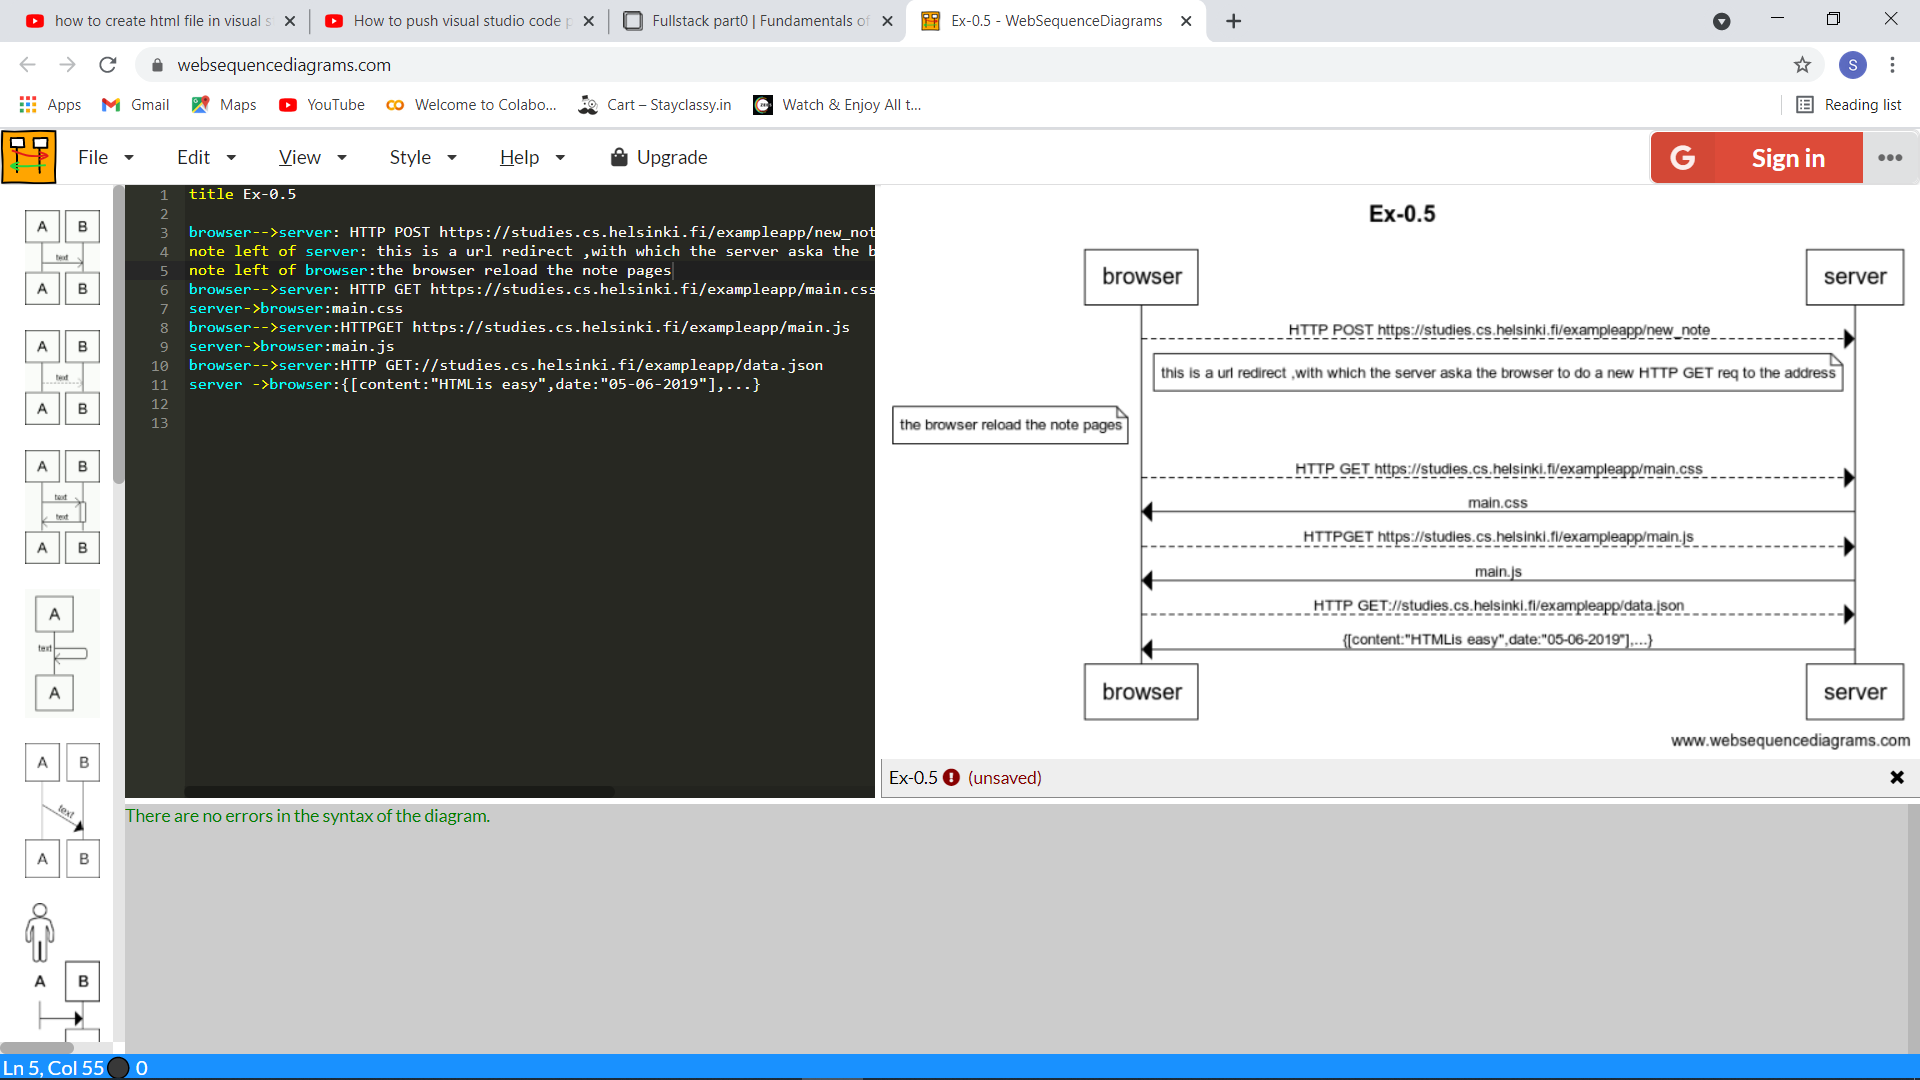 how to create html file in visual s
How to push visual studio code p
Fullstack part0 | Fundamentals of
Ex-0.5 - WebSequenceDiagrams
websequencediagrams.com
S
Apps
Gmail
Maps
YouTube
Welcome to Colabo...
Cart – Stayclassy.in
Watch & Enjoy All t...
Reading list
File
Edit
View
Style
Help
Upgrade
G Sign in
A B
text
A B
A B
text
A B
A B
text
text
A B
A
text
A
A B
text
A B
A B
1 title Ex-0.5
2
3 browser-->server: HTTP POST https://studies.cs.helsinki.fi/exampleapp/new_not
4 note left of server: this is a url redirect ,with which the server aska the b
5 note left of browser:the browser reload the note pages
6 browser-->server: HTTP GET https://studies.cs.helsinki.fi/exampleapp/main.css
7 server->browser:main.css
8 browser-->server:HTTPGET https://studies.cs.helsinki.fi/exampleapp/main.js
9 server->browser:main.js
10 browser-->server:HTTP GET://studies.cs.helsinki.fi/exampleapp/data.json
11 server ->browser:{[content:"HTMLis easy",date:"05-06-2019"],...}
12
13
Ex-0.5
browser server
HTTP POST https://studies.cs.helsinki.fi/exampleapp/new_note
this is a url redirect ,with which the server aska the browser to do a new HTTP GET req to the address
the browser reload the note pages
HTTP GET https://studies.cs.helsinki.fi/exampleapp/main.css
main.css
HTTPGET https://studies.cs.helsinki.fi/exampleapp/main.js
main.js
HTTP GET://studies.cs.helsinki.fi/exampleapp/data.json
{[content:"HTMLis easy",date:"05-06-2019"],...}
browser server
www.websequencediagrams.com
Ex-0.5 (unsaved)
There are no errors in the syntax of the diagram.
Ln 5, Col 55 0